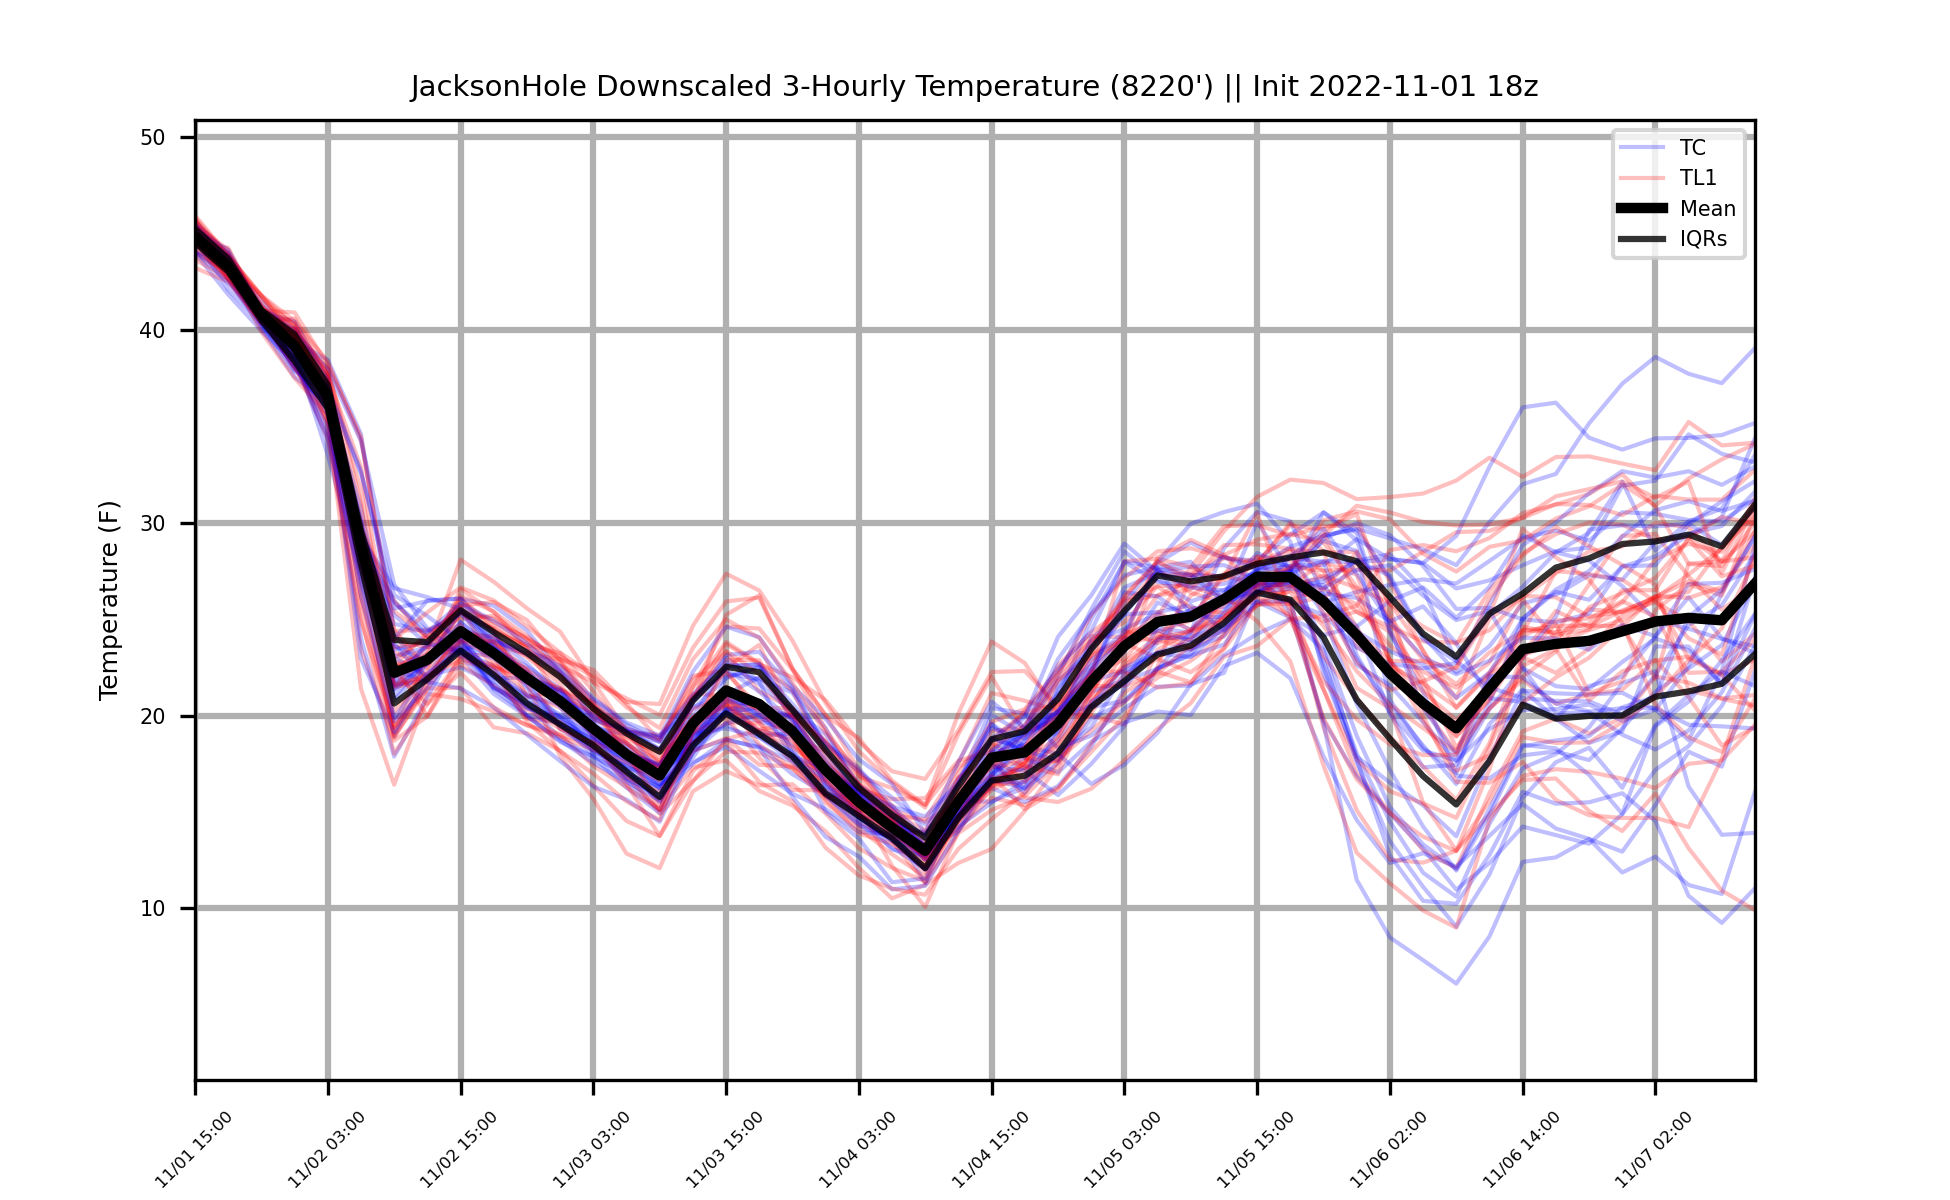 JacksonHole Downscaled 3-Hourly Temperature (8220') || Init 2022-11-01 18z
TC
TL1
Mean
IQRs
Temperature (F)
50
40
30
20
10
11/01 15:00
11/02 03:00
11/02 15:00
11/03 03:00
11/03 15:00
11/04 03:00
11/04 15:00
11/05 03:00
11/05 15:00
11/06 02:00
11/06 14:00
11/07 02:00